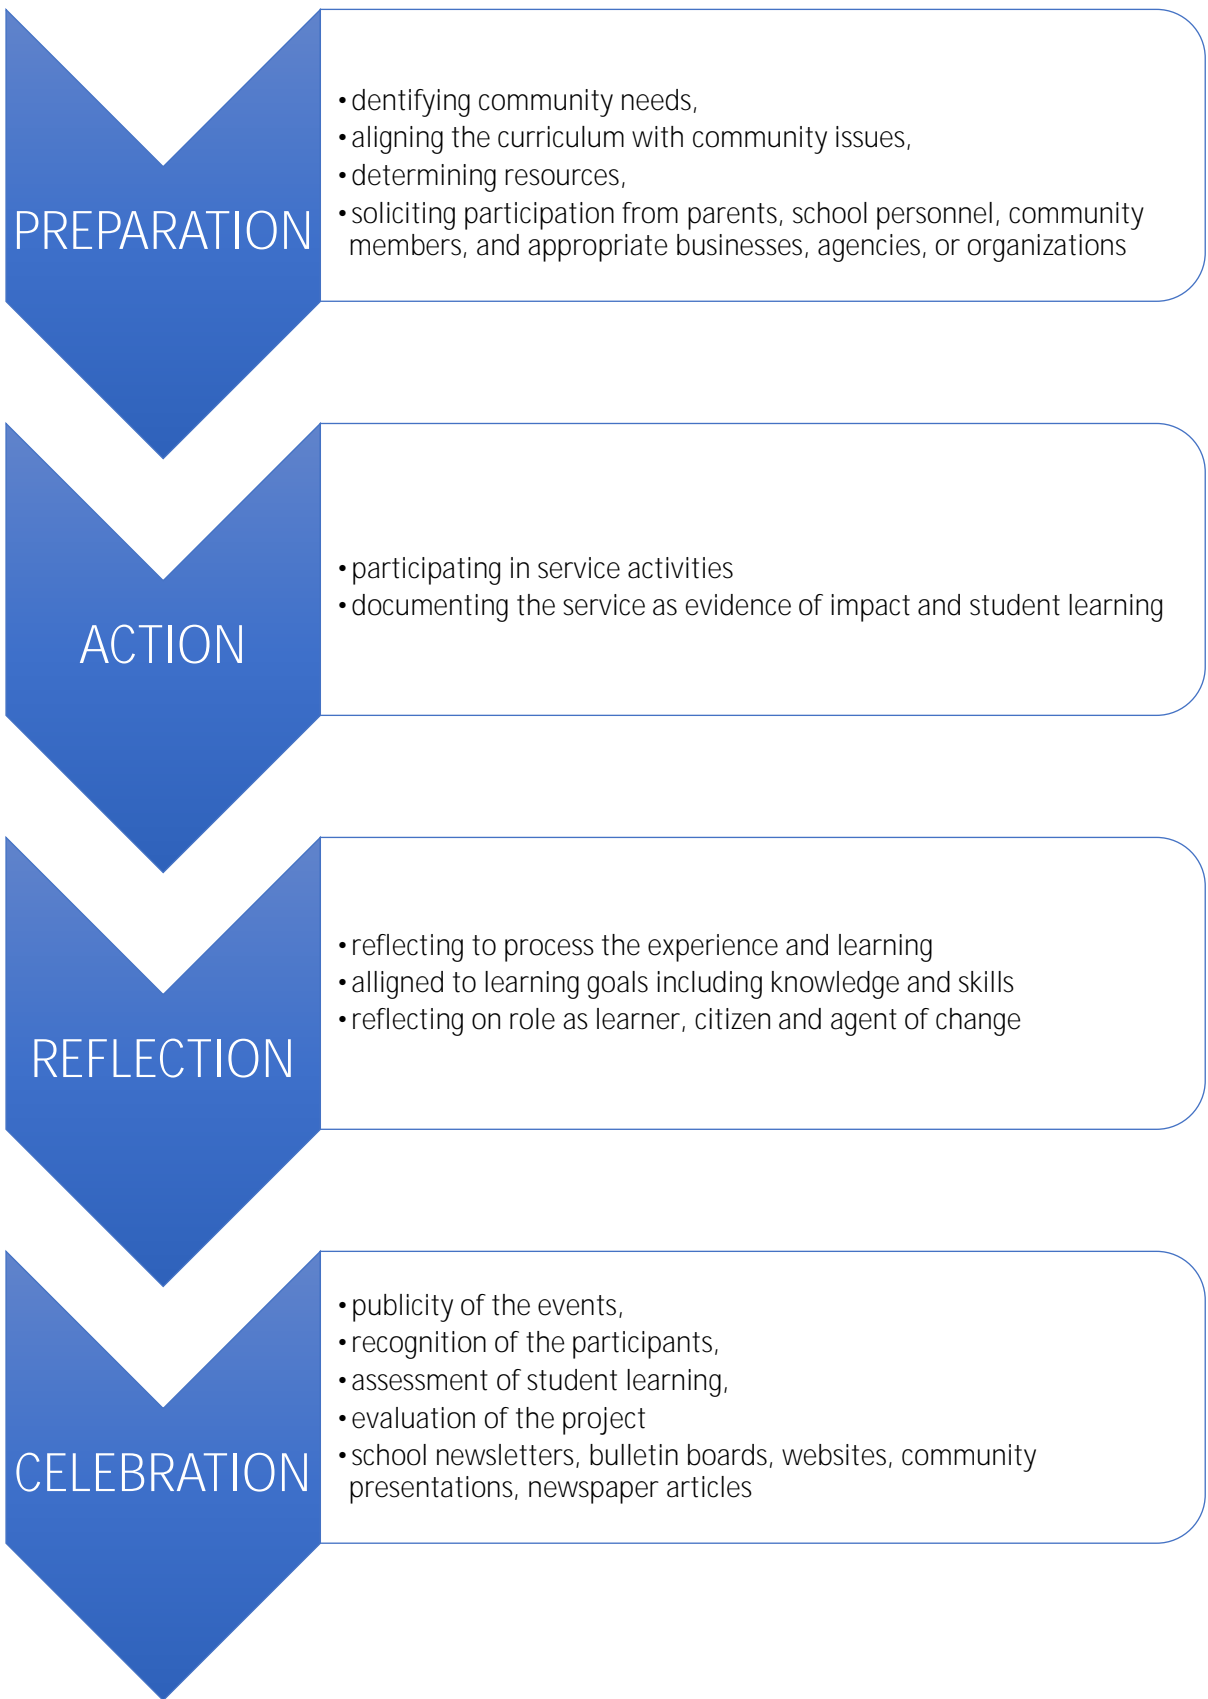 PREPARATION
•dentifying community needs,
•aligning the curriculum with community issues,
•determining resources,
•soliciting participation from parents, school personnel, community
members, and appropriate businesses, agencies, or organizations
ACTION
•participating in service activities
•documenting the service as evidence of impact and student learning
REFLECTION
•reflecting to process the experience and learning
•alligned to learning goals including knowledge and skills
•reflecting on role as learner, citizen and agent of change
CELEBRATION
•publicity of the events,
•recognition of the participants,
•assessment of student learning,
•evaluation of the project
•school newsletters, bulletin boards, websites, community
presentations, newspaper articles